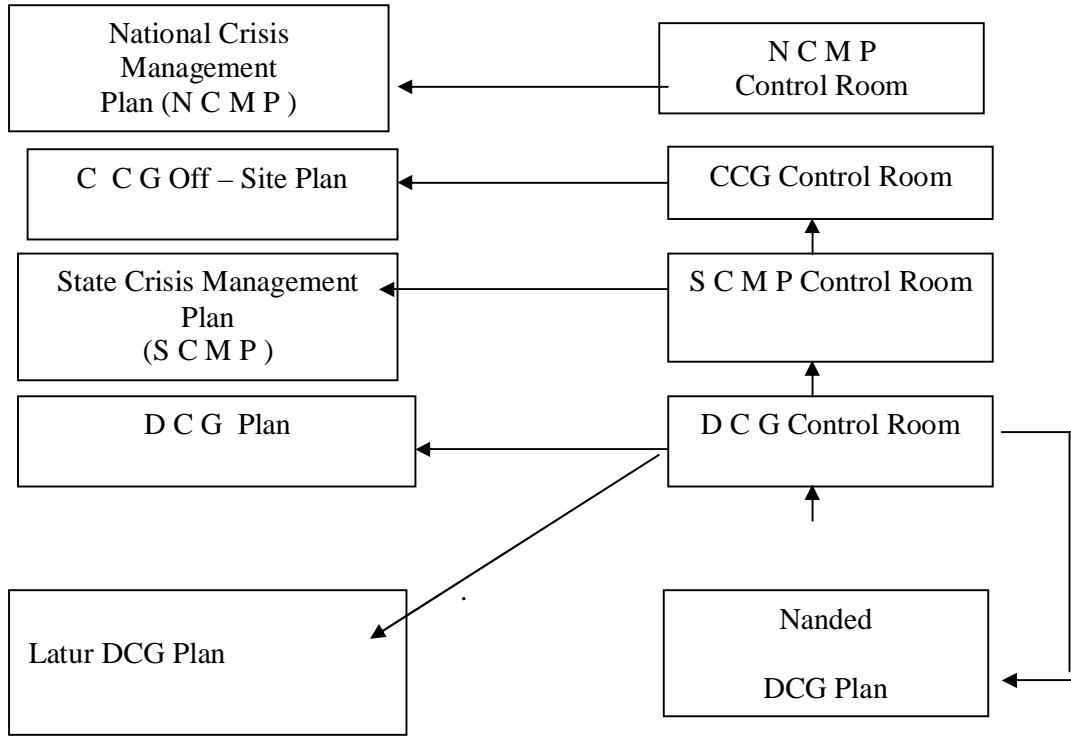 National Crisis
Management
Plan (N C M P )
N C M P
Control Room
C C G Off – Site Plan
CCG Control Room
State Crisis Management
Plan
(S C M P )
S C M P Control Room
D C G Plan
D C G Control Room
Latur DCG Plan
.
Nanded
DCG Plan